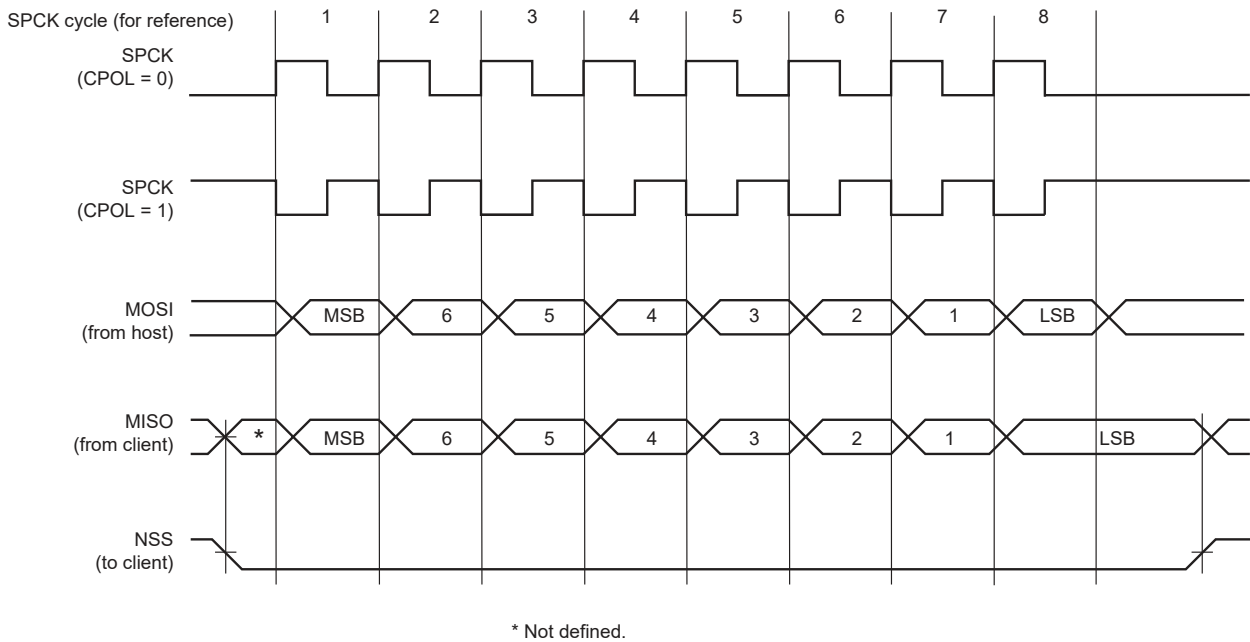 SPCK cycle (for reference) 1 2 3 4 5 6 7 8
SPCK
(CPOL = 0)
SPCK
(CPOL = 1)
MOSI
(from host)
MSB 6 5 4 3 2 1 LSB
MISO
(from client)
* MSB 6 5 4 3 2 1 LSB
NSS
(to client)
* Not defined.